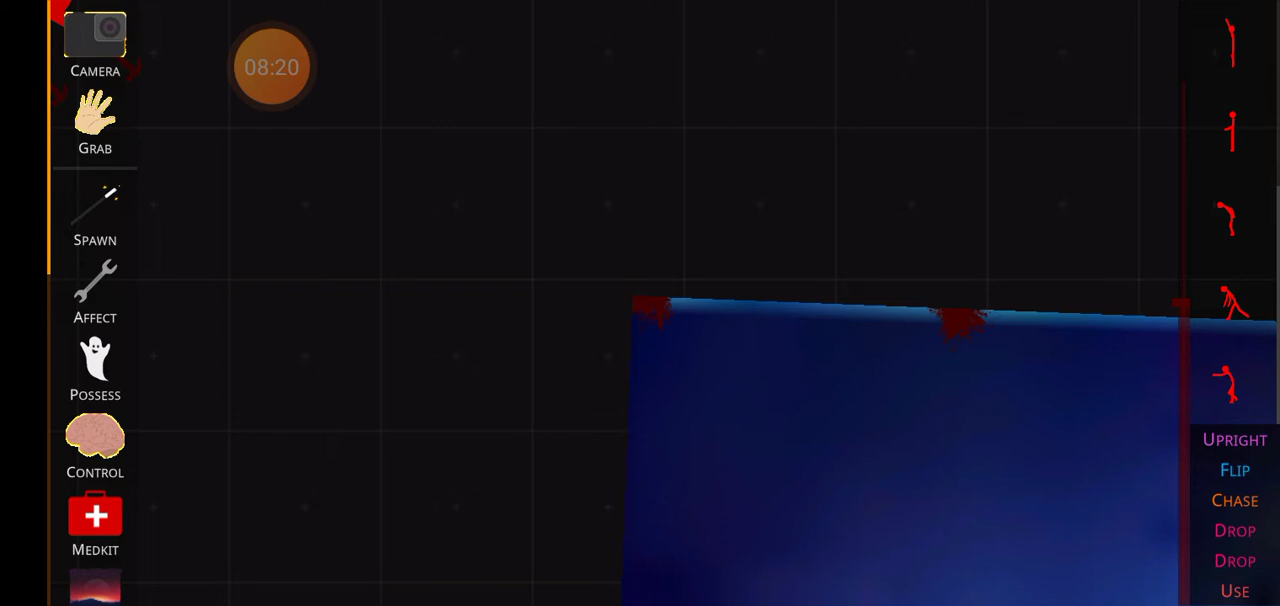 CAMERA
08:20
GRAB
SPAWN
AFFECT
POSSESS
CONTROL
MEDKIT
UPRIGHT
FLIP
CHASE
DROP
DROP
USE